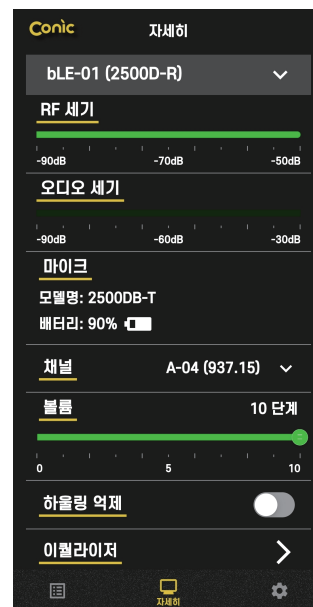 Conic
자세히
bLE-01 (2500D-R)
RF 세기
-90dB -70dB -50dB
오디오 세기
-90dB -60dB -30dB
마이크
모델명: 2500DB-T
배터리: 90%
채널 A-04 (937.15)
볼륨 10 단계
0 5 10
하울링 억제
이퀄라이저
자세히